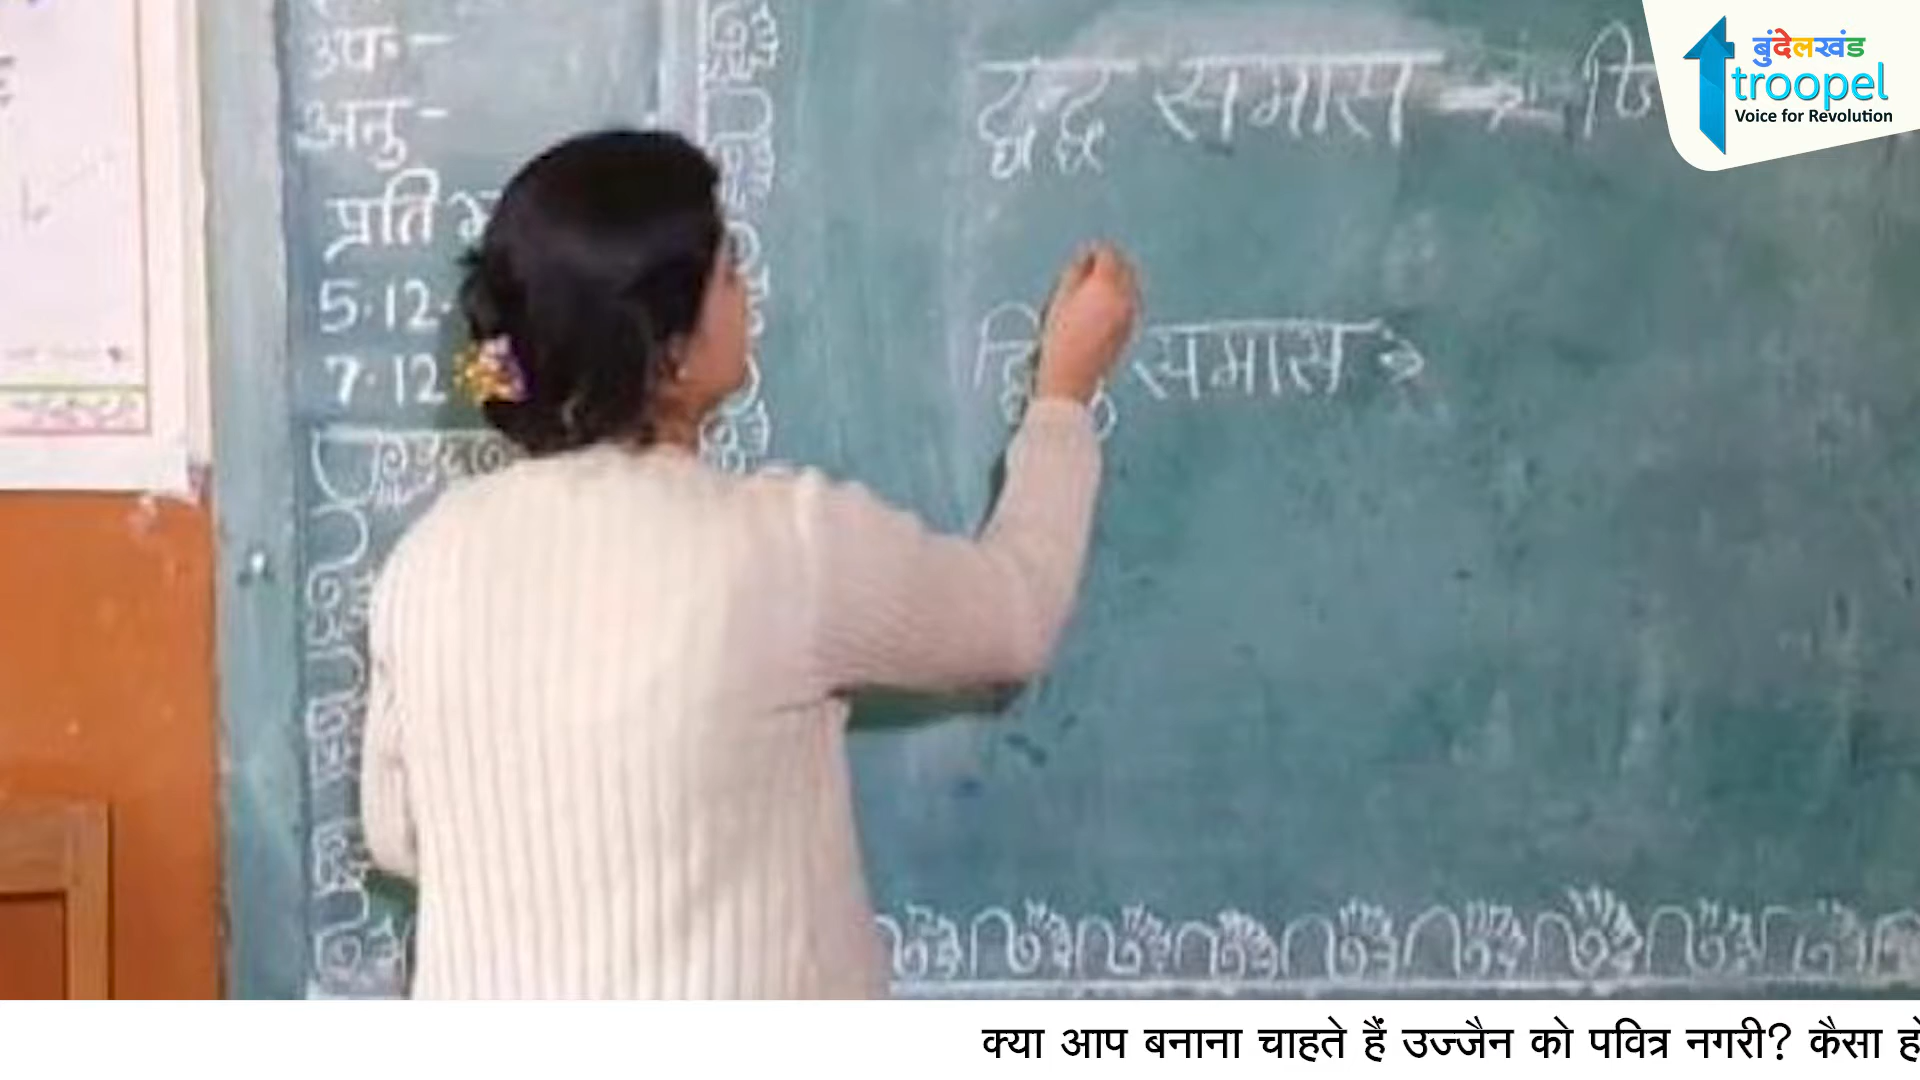 उप -
अनु -
प्रति
5.12.
7.12
द्वंद्व समास →
समास →
बुंदेलखंड
troopel
Voice for Revolution
क्या आप बनाना चाहते हैं उज्जैन को पवित्र नगरी? कैसा